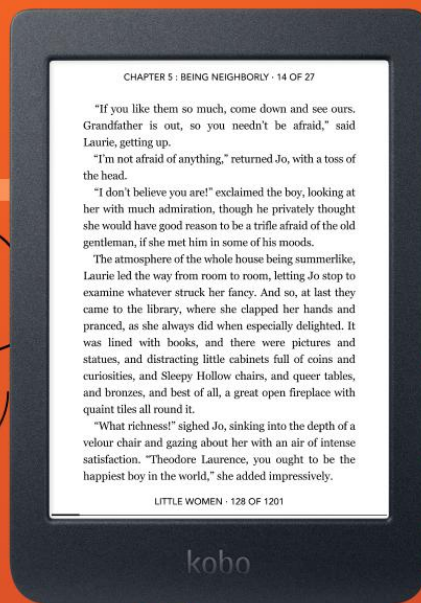 CHAPTER 5 : BEING NEIGHBORLY · 14 OF 27
“If you like them so much, come down and see ours.
Grandfather is out, so you needn’t be afraid,” said
Laurie, getting up.
“I’m not afraid of anything,” returned Jo, with a toss of
the head.
“I don’t believe you are!” exclaimed the boy, looking at
her with much admiration, though he privately thought
she would have good reason to be a trifle afraid of the old
gentleman, if she met him in some of his moods.
The atmosphere of the whole house being summerlike,
Laurie led the way from room to room, letting Jo stop to
examine whatever struck her fancy. And so, at last they
came to the library, where she clapped her hands and
pranced, as she always did when especially delighted. It
was lined with books, and there were pictures and
statues, and distracting little cabinets full of coins and
curiosities, and Sleepy Hollow chairs, and queer tables,
and bronzes, and best of all, a great open fireplace with
quaint tiles all round it.
“What richness!” sighed Jo, sinking into the depth of a
velour chair and gazing about her with an air of intense
satisfaction. “Theodore Laurence, you ought to be the
happiest boy in the world,” she added impressively.
LITTLE WOMEN · 128 OF 1201
kobo